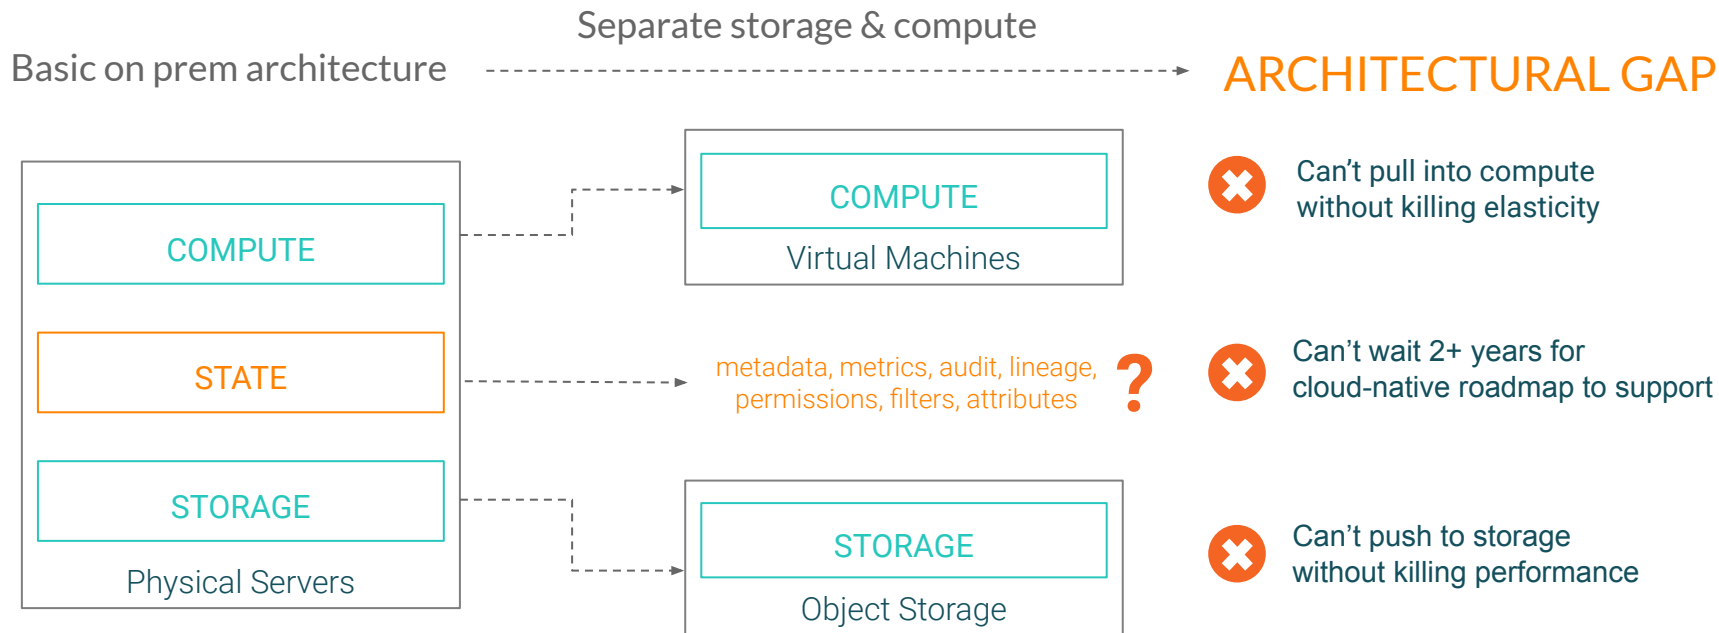 Separate storage & compute
Basic on prem architecture
ARCHITECTURAL GAP
COMPUTE
STATE
STORAGE
Physical Servers
COMPUTE
Virtual Machines
metadata, metrics, audit, lineage,
permissions, filters, attributes
?
STORAGE
Object Storage
Can't pull into compute
without killing elasticity
Can’t wait 2+ years for
cloud-native roadmap to support
Can’t push to storage
without killing performance